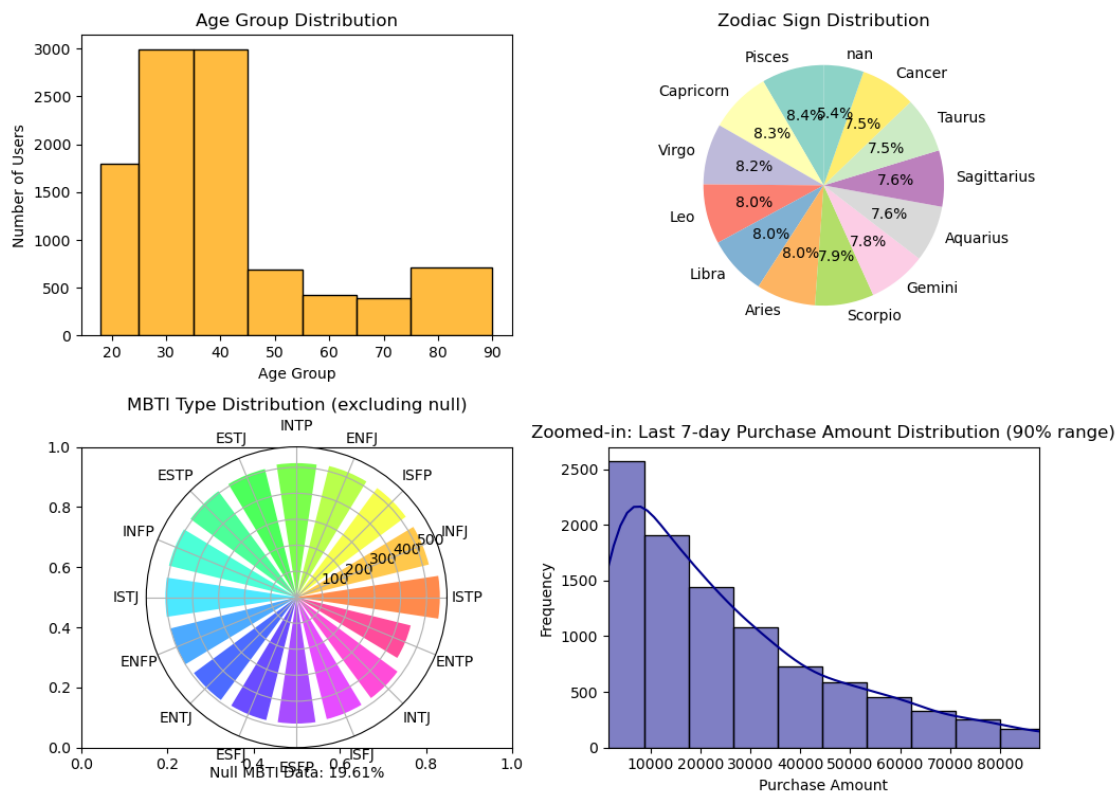 Age Group Distribution
Number of Users
3000
2500
2000
1500
1000
500
0
20 30 40 50 60 70 80 90
Age Group
Zodiac Sign Distribution
Pisces
nan
Cancer
Capricorn
Taurus
Virgo
Sagittarius
Leo
Aquarius
Libra
Gemini
Aries
Scorpio
8.4%
5.4%
7.5%
8.3%
7.5%
8.2%
7.6%
8.0%
7.6%
8.0%
7.8%
8.0%
7.9%
MBTI Type Distribution (excluding null)
1.0
0.8
0.6
0.4
0.2
0.0
0.0 0.2 0.4 0.6 0.8 1.0
INTP
ESTJ
ENFJ
ESTP
ISFP
INFP
INFJ
ISTJ
ISTP
ENFP
ENTP
ENTJ
INTJ
ESFJ
ISFJ
ESFP
100
200
300
400
500
Null MBTI Data: 19.61%
Zoomed-in: Last 7-day Purchase Amount Distribution (90% range)
Frequency
2500
2000
1500
1000
500
0
10000 20000 30000 40000 50000 60000 70000 80000
Purchase Amount